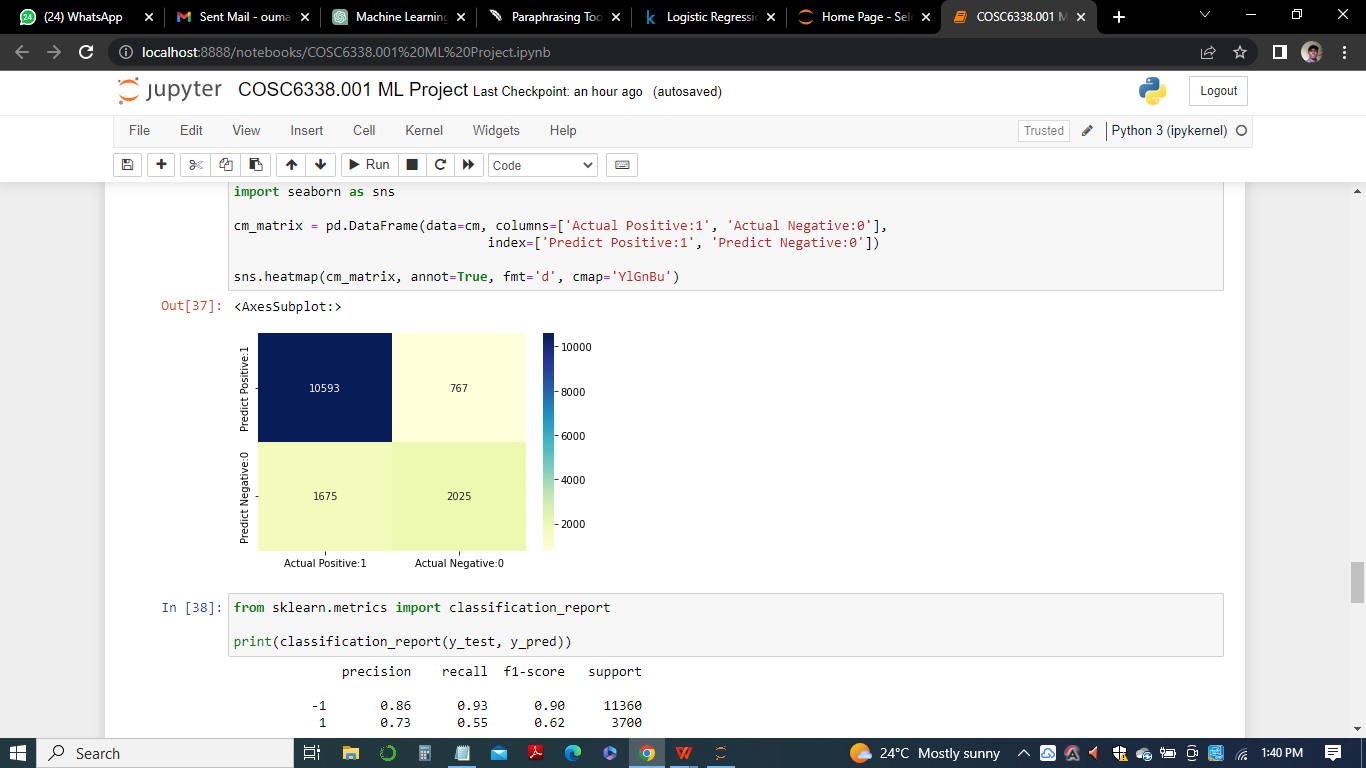 (24) WhatsApp
Sent Mail - ouma
Machine Learning
Paraphrasing Too
Logistic Regressi
Home Page - Sel
COSC6338.001 M
localhost:8888/notebooks/COSC6338.001%20ML%20Project.ipynb
jupyter COSC6338.001 ML Project Last Checkpoint: an hour ago (autosaved)
Logout
File Edit View Insert Cell Kernel Widgets Help
Trusted
Python 3 (ipykernel)
Run
Code
import seaborn as sns
cm_matrix = pd.DataFrame(data=cm, columns=['Actual Positive:1', 'Actual Negative:0'],
index=['Predict Positive:1', 'Predict Negative:0'])
sns.heatmap(cm_matrix, annot=True, fmt='d', cmap='YlGnBu')
Out[37]: <AxesSubplot:>
Predict Positive:1
10593 767
Predict Negative:0
1675 2025
Actual Positive:1 Actual Negative:0
10000
8000
6000
4000
2000
In [38]: from sklearn.metrics import classification_report
print(classification_report(y_test, y_pred))
precision recall f1-score support
-1 0.86 0.93 0.90 11360
1 0.73 0.55 0.62 3700
Search
24°C Mostly sunny
1:40 PM